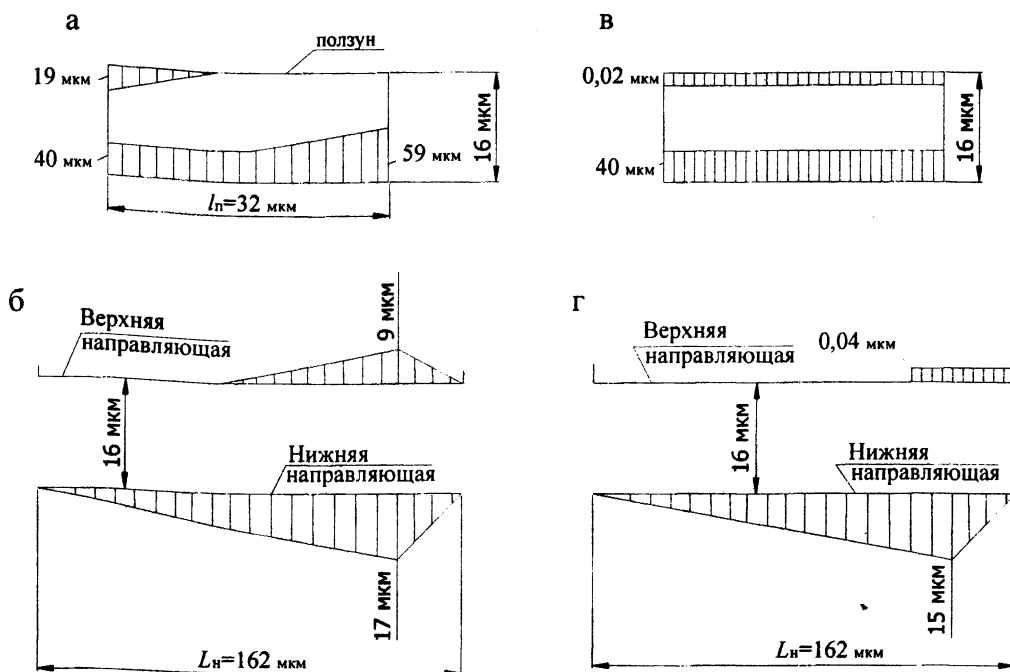 а
ползун
19 мкм
40 мкм
59 мкм
16 мкм
lп=32 мкм
в
0,02 мкм
40 мкм
16 мкм
б
Верхняя
направляющая
9 мкм
16 мкм
Нижняя
направляющая
17 мкм
Lн=162 мкм
г
Верхняя
направляющая
0,04 мкм
16 мкм
Нижняя
направляющая
15 мкм
Lн=162 мкм